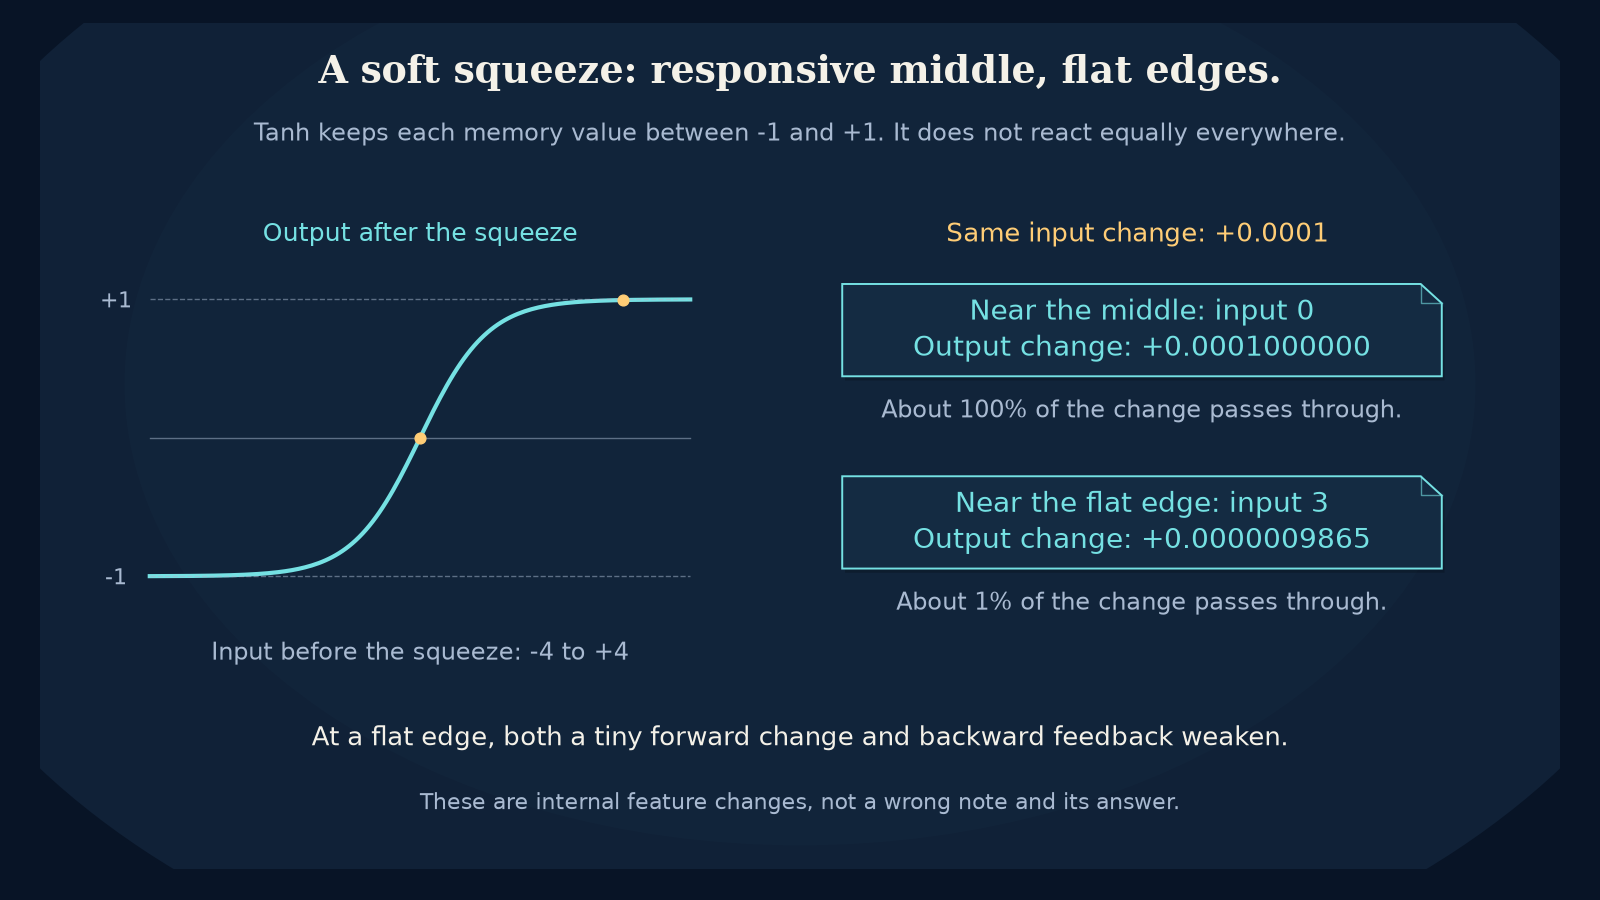 A soft squeeze: responsive middle, flat edges.
Tanh keeps each memory value between -1 and +1. It does not react equally everywhere.
Output after the squeeze
+1
-1
Input before the squeeze: -4 to +4
Same input change: +0.0001
Near the middle: input 0
Output change: +0.0001000000
About 100% of the change passes through.
Near the flat edge: input 3
Output change: +0.0000009865
About 1% of the change passes through.
At a flat edge, both a tiny forward change and backward feedback weaken.
These are internal feature changes, not a wrong note and its answer.